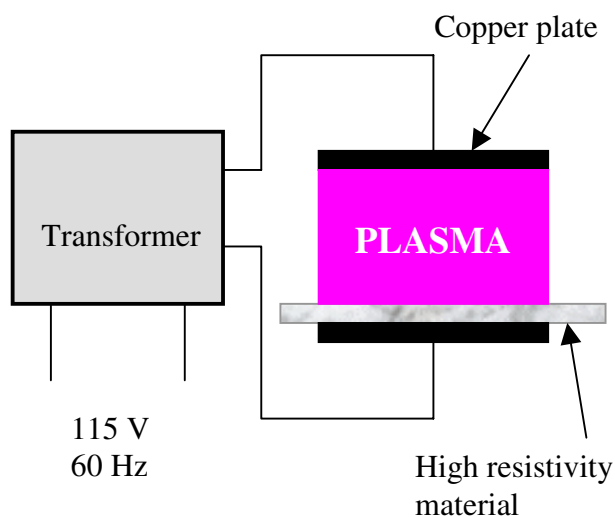 Copper plate
Transformer
PLASMA
115 V
60 Hz
High resistivity
material